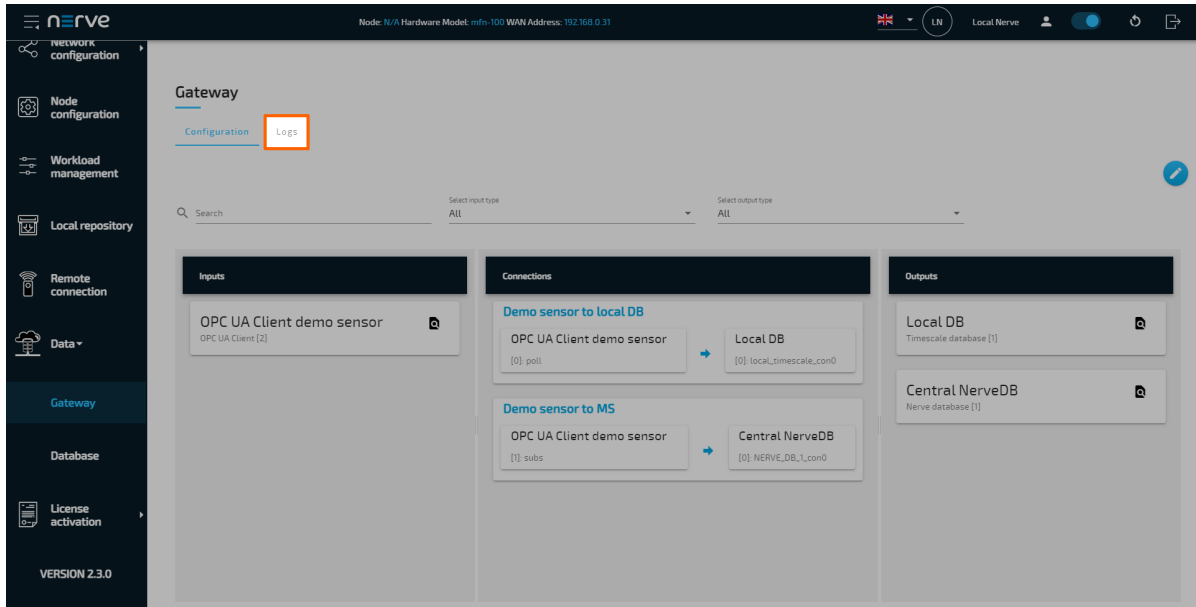 nerve
Node: N/A Hardware Model: mfn-100 WAN Address: 192.168.0.31
LN
Local Nerve
Network
configuration
Node
configuration
Workload
management
Local repository
Remote
connection
Data
Gateway
Database
License
activation
VERSION 2.3.0
Gateway
Configuration
Logs
Search
Select input type
All
Select output type
All
Inputs
OPC UA Client demo sensor
OPC UA Client [2]
Connections
Demo sensor to local DB
OPC UA Client demo sensor
[0]: poll
Local DB
[0]: local_timescale_con0
Demo sensor to MS
OPC UA Client demo sensor
[1]: subs
Central NerveDB
[0]: NERVE_DB_1_con0
Outputs
Local DB
Timescale database [1]
Central NerveDB
Nerve database [1]